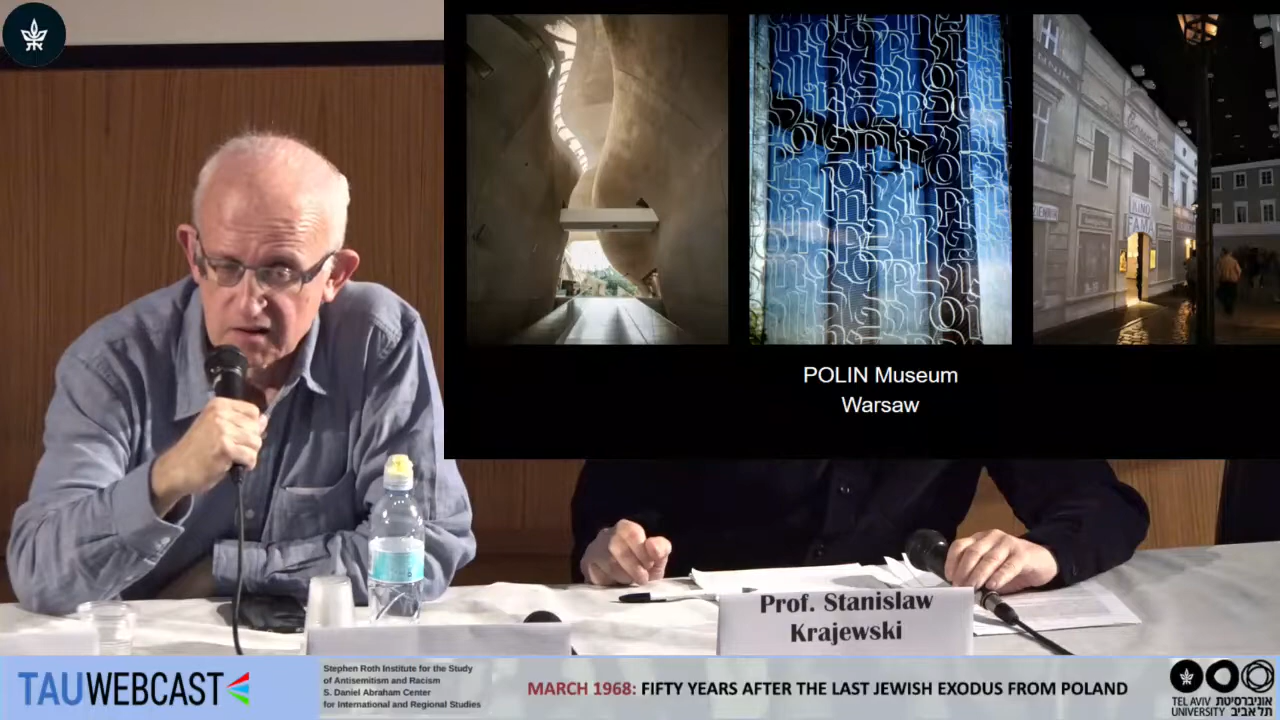 KINO
FAMA
POLIN Museum
Warsaw
Prof. Stanislaw
Krajewski
TAUWEBCAST
Stephen Roth Institute for the Study
of Antisemitism and Racism
S. Daniel Abraham Center
for International and Regional Studies
MARCH 1968: FIFTY YEARS AFTER THE LAST JEWISH EXODUS FROM POLAND
TEL AVIV אוניברסיטת
UNIVERSITY תל אביב